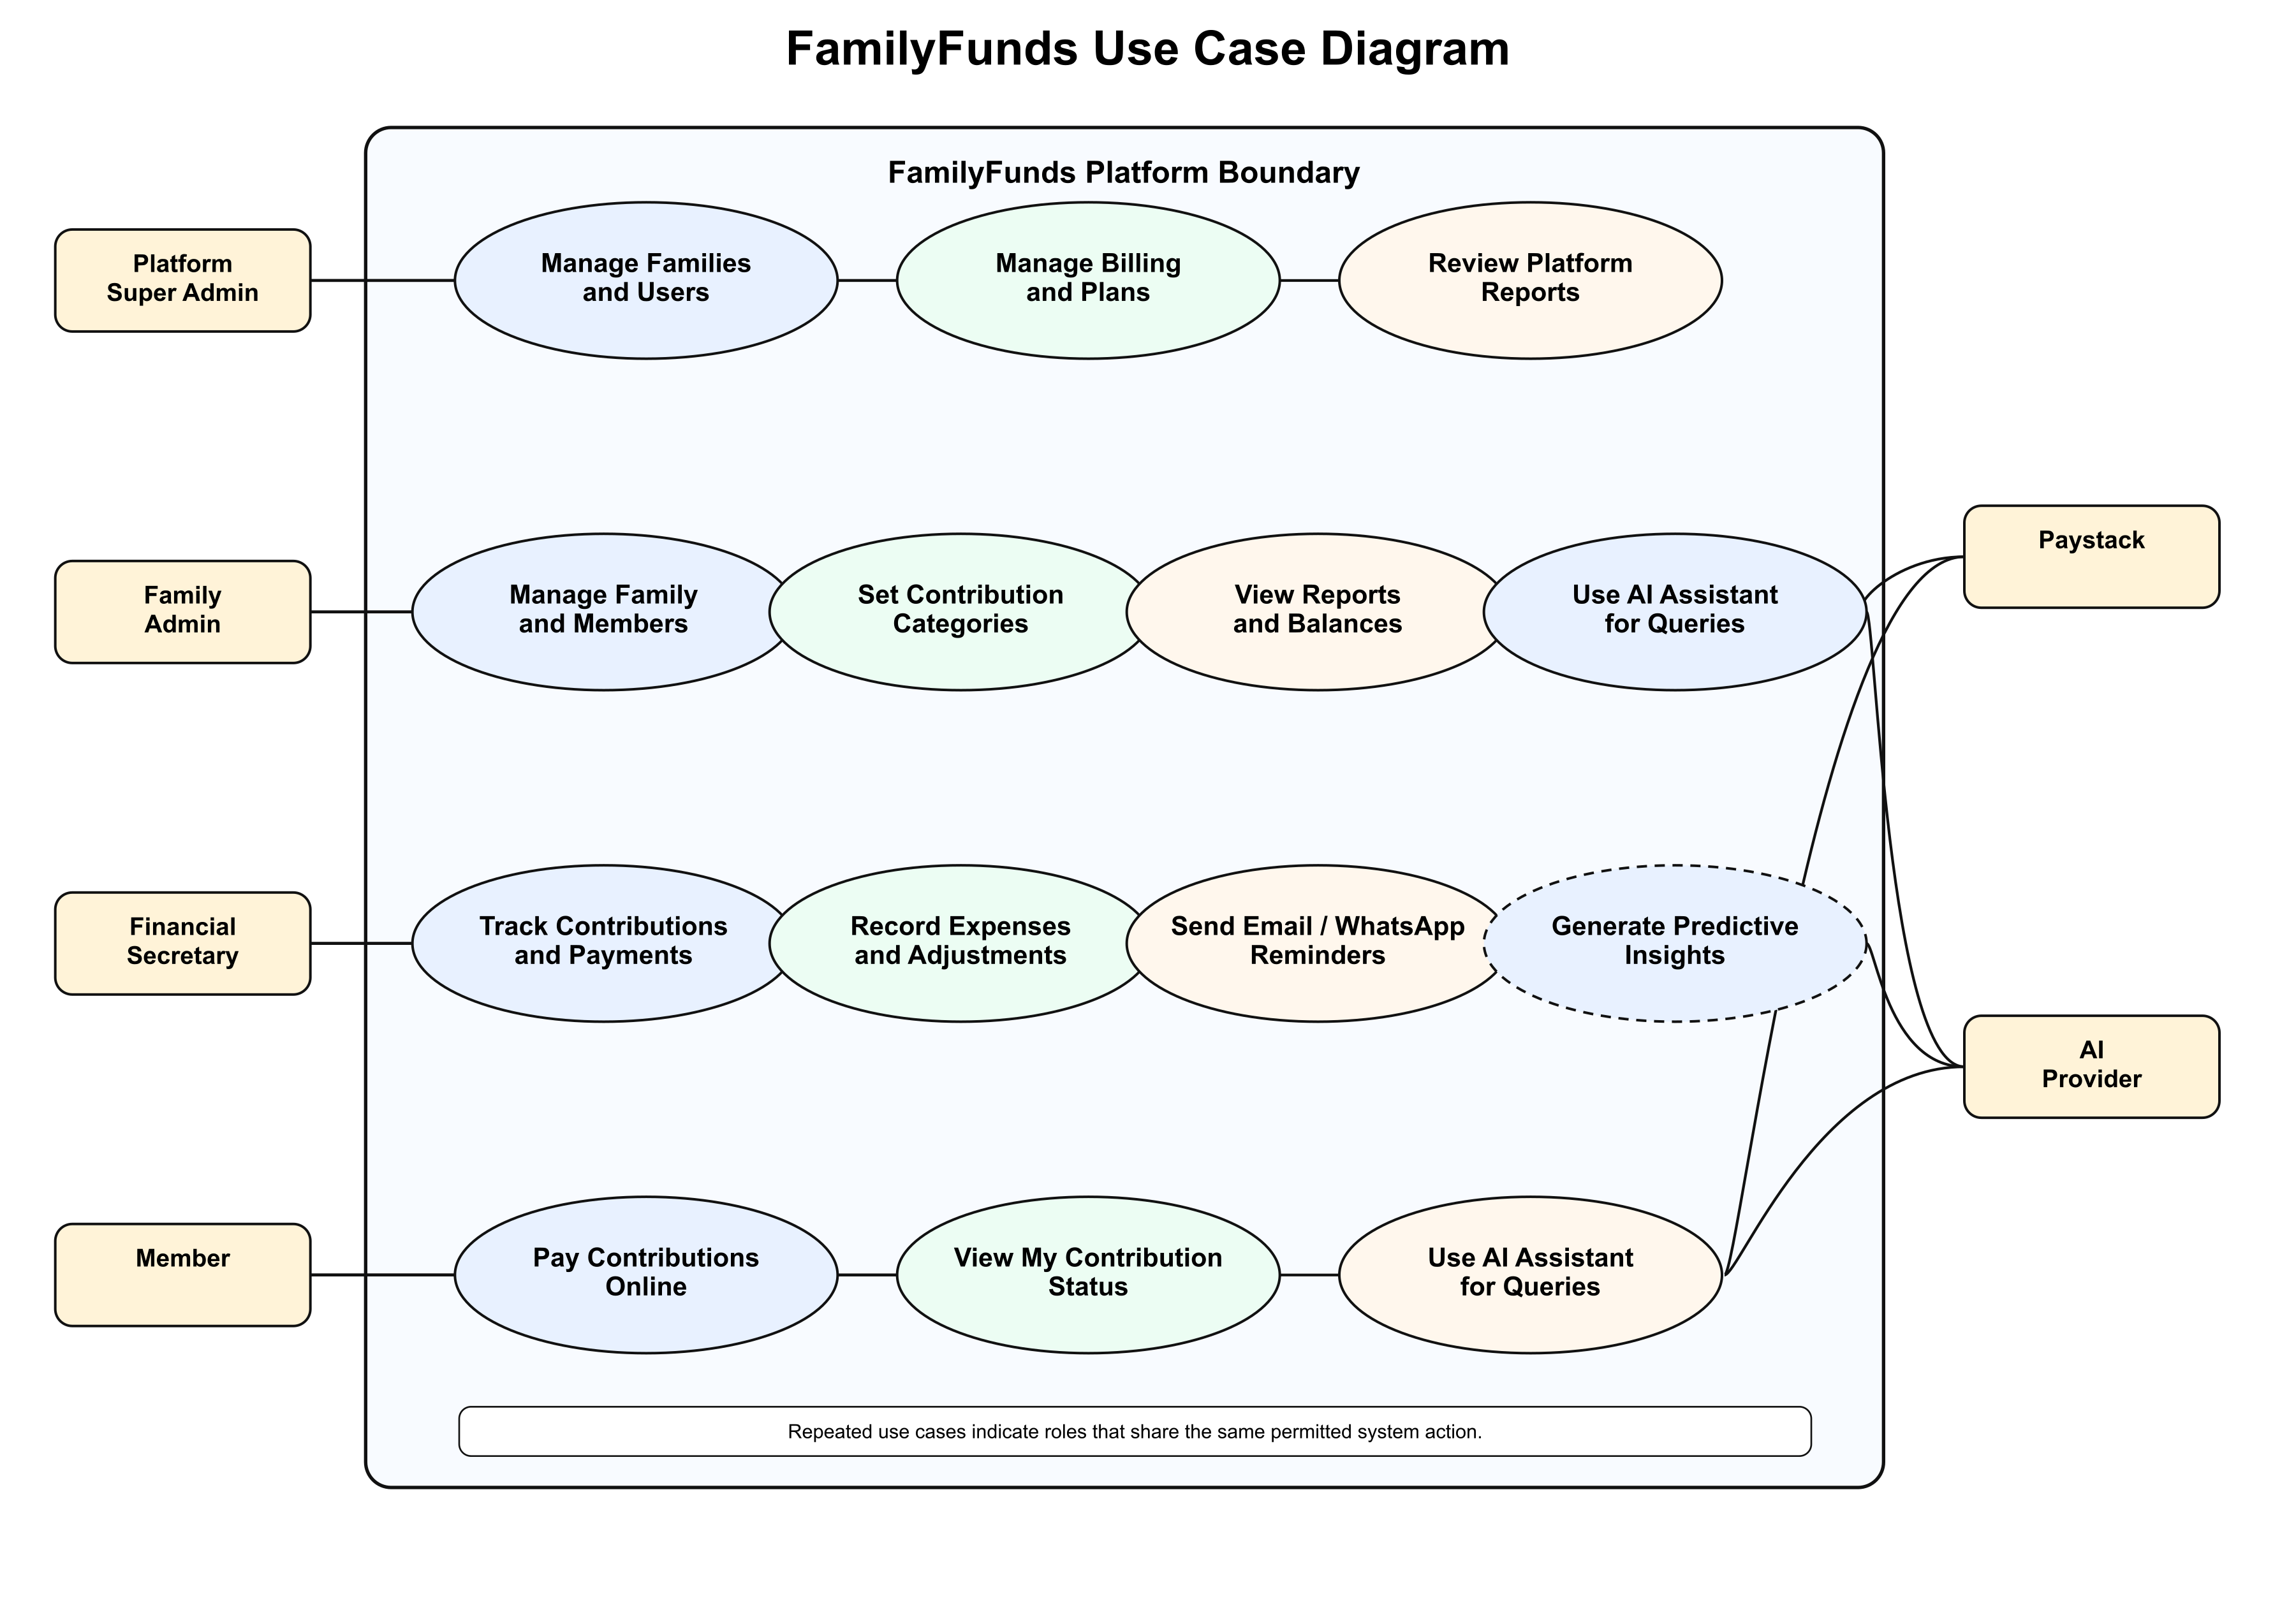 FamilyFunds Use Case Diagram
FamilyFunds Platform Boundary
Platform
Super Admin
Manage Families
and Users
Manage Billing
and Plans
Review Platform
Reports
Family
Admin
Manage Family
and Members
Set Contribution
Categories
View Reports
and Balances
Use AI Assistant
for Queries
Paystack
Financial
Secretary
Track Contributions
and Payments
Record Expenses
and Adjustments
Send Email / WhatsApp
Reminders
Generate Predictive
Insights
AI
Provider
Member
Pay Contributions
Online
View My Contribution
Status
Use AI Assistant
for Queries
Repeated use cases indicate roles that share the same permitted system action.